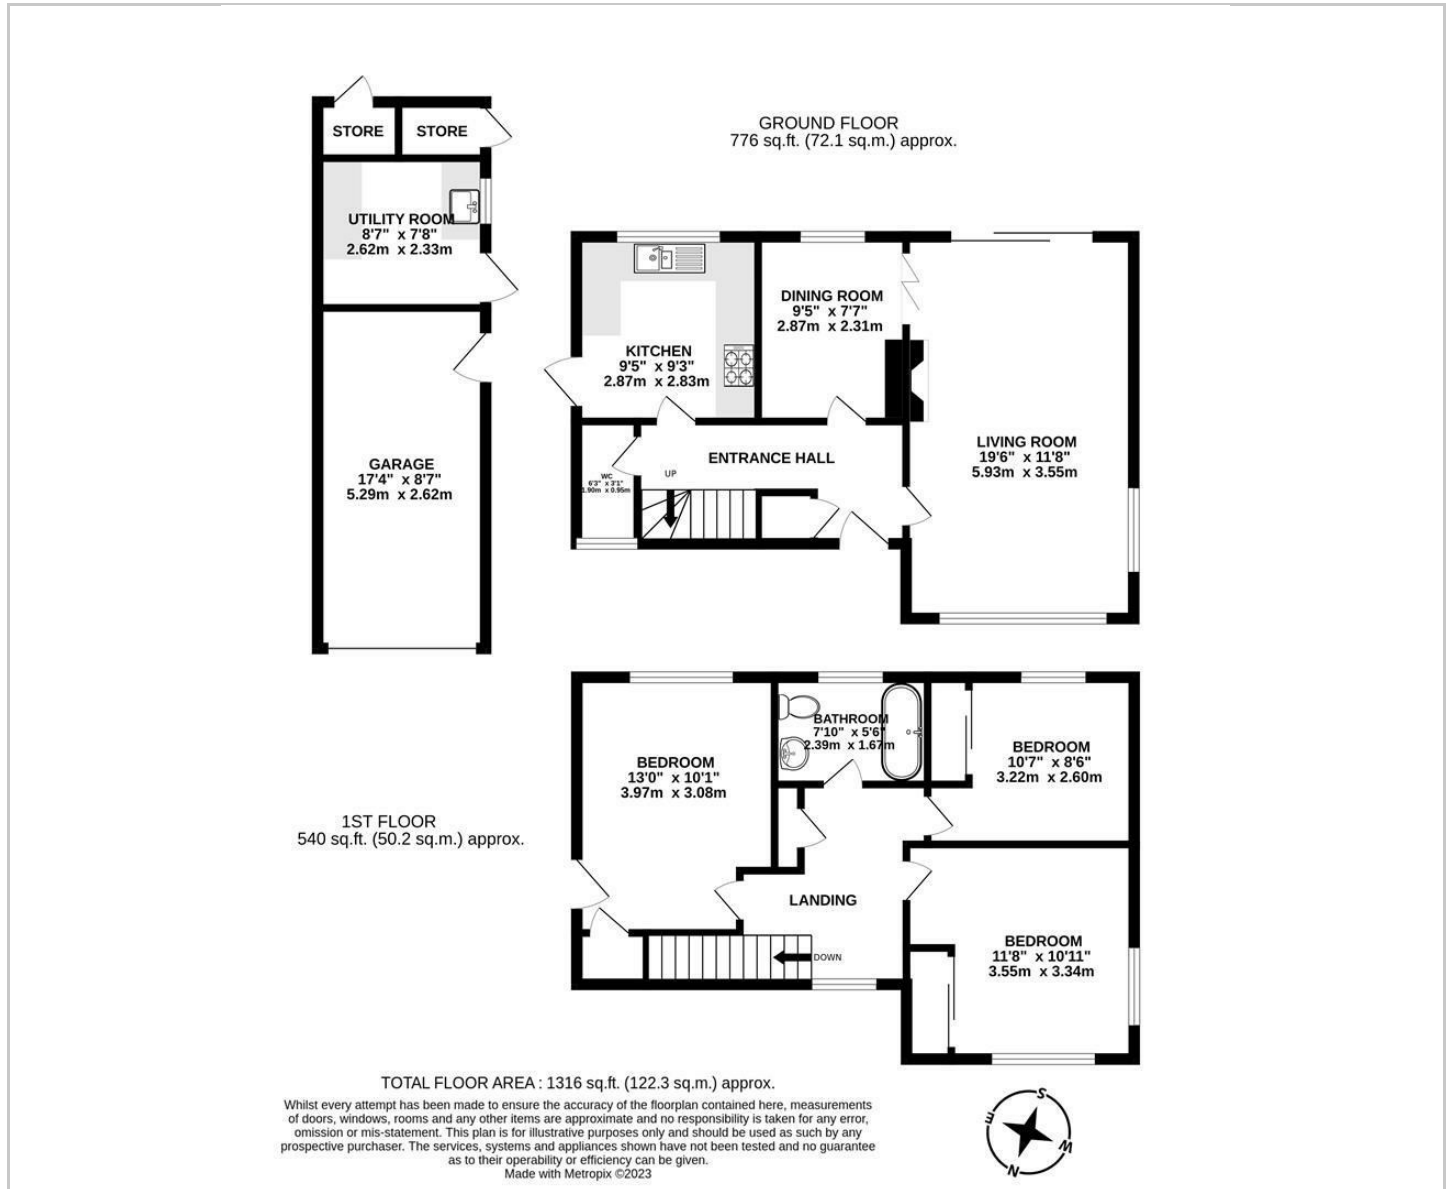 GROUND FLOOR
776 sq.ft. (72.1 sq.m.) approx.
STORE
STORE
UTILITY ROOM
8'7" x 7'8"
2.62m x 2.33m
GARAGE
17'4" x 8'7"
5.29m x 2.62m
KITCHEN
9'5" x 9'3"
2.87m x 2.83m
DINING ROOM
9'5" x 7'7"
2.87m x 2.31m
LIVING ROOM
19'6" x 11'8"
5.93m x 3.55m
ENTRANCE HALL
UP
WC
6'3" x 3'1"
1.90m x 0.95m
1ST FLOOR
540 sq.ft. (50.2 sq.m.) approx.
BEDROOM
13'0" x 10'1"
3.97m x 3.08m
BATHROOM
7'10" x 5'6"
2.39m x 1.67m
BEDROOM
10'7" x 8'6"
3.22m x 2.60m
LANDING
DOWN
BEDROOM
11'8" x 10'11"
3.55m x 3.34m
TOTAL FLOOR AREA : 1316 sq.ft. (122.3 sq.m.) approx.
Whilst every attempt has been made to ensure the accuracy of the floorplan contained here, measurements
of doors, windows, rooms and any other items are approximate and no responsibility is taken for any error,
omission or mis-statement. This plan is for illustrative purposes only and should be used as such by any
prospective purchaser. The services, systems and appliances shown have not been tested and no guarantee
as to their operability or efficiency can be given.
Made with Metropix ©2023
S
E
W
N